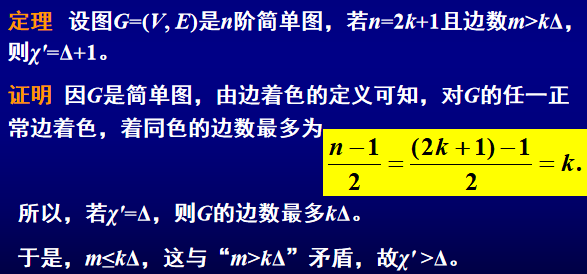 定理 设图G=(V, E)是n阶简单图，若n=2k+1且边数m>kΔ，
则χ′=Δ+1。
证明 因G是简单图，由边着色的定义可知，对G的任一正
常边着色，着同色的边数最多为
(n−1)/2 = ((2k+1)−1)/2 = k.
所以，若χ′=Δ，则G的边数最多kΔ。
于是，m≤kΔ，这与“m>kΔ”矛盾，故χ′ >Δ。